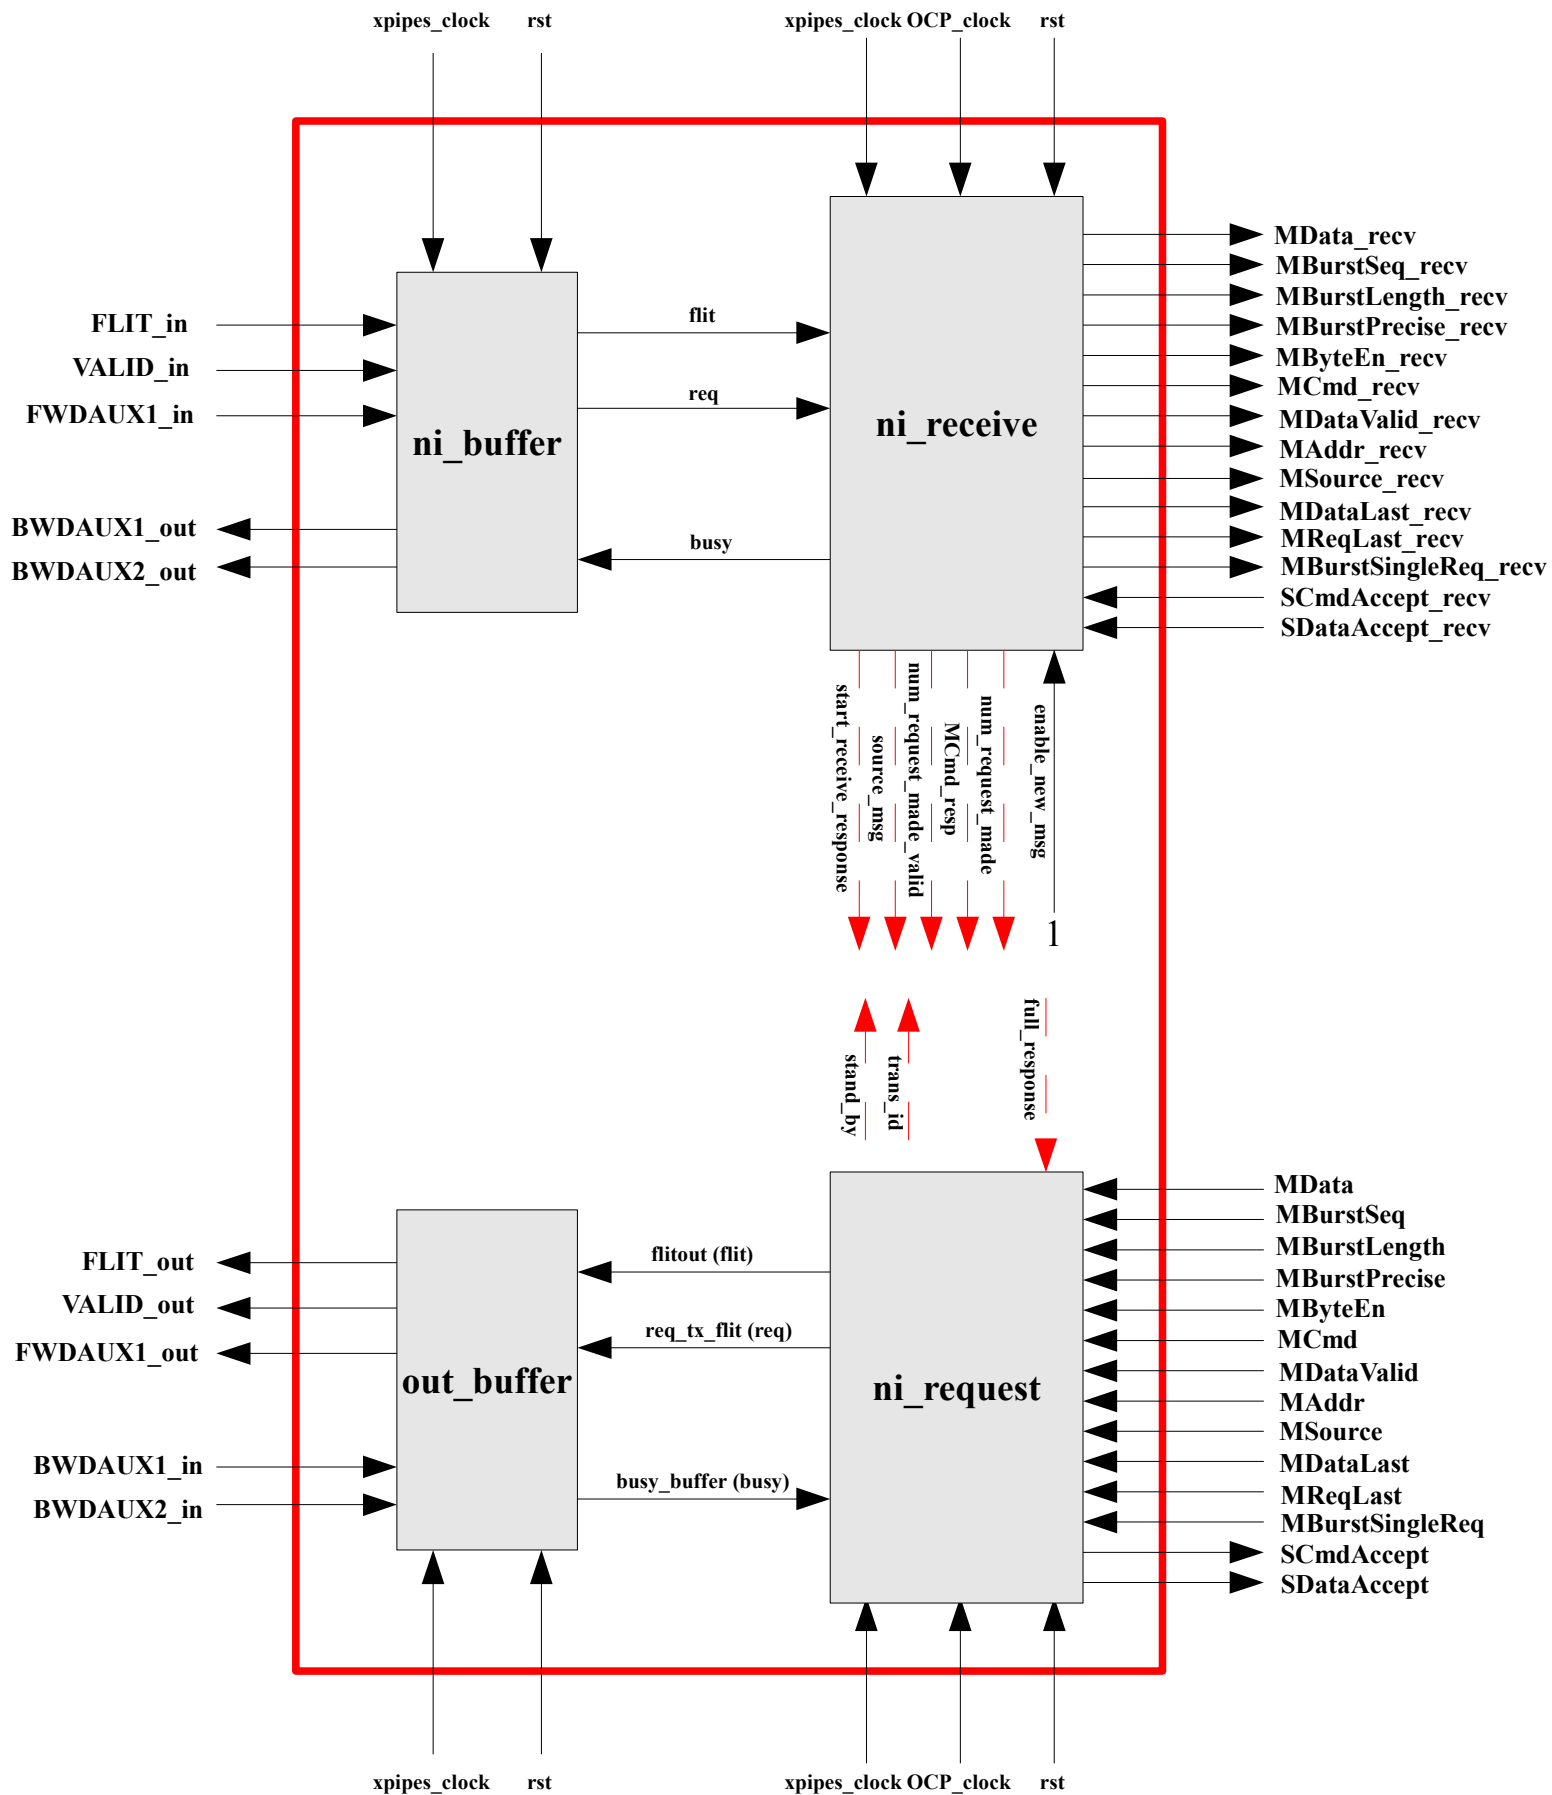 xpipes_clock rst xpipes_clock OCP_clock rst
FLIT_in
VALID_in
FWDAUX1_in
BWDAUX1_out
BWDAUX2_out
ni_buffer
flit
req
busy
ni_receive
MData_recv
MBurstSeq_recv
MBurstLength_recv
MBurstPrecise_recv
MByteEn_recv
MCmd_recv
MDataValid_recv
MAddr_recv
MSource_recv
MDataLast_recv
MReqLast_recv
MBurstSingleReq_recv
SCmdAccept_recv
SDataAccept_recv
start_receive_response
source_msg
num_request_made_valid
MCmd_resp
num_request_made
enable_new_msg
1
stand_by
trans_id
full_response
FLIT_out
VALID_out
FWDAUX1_out
BWDAUX1_in
BWDAUX2_in
out_buffer
flitout (flit)
req_tx_flit (req)
busy_buffer (busy)
ni_request
MData
MBurstSeq
MBurstLength
MBurstPrecise
MByteEn
MCmd
MDataValid
MAddr
MSource
MDataLast
MReqLast
MBurstSingleReq
SCmdAccept
SDataAccept
xpipes_clock rst xpipes_clock OCP_clock rst